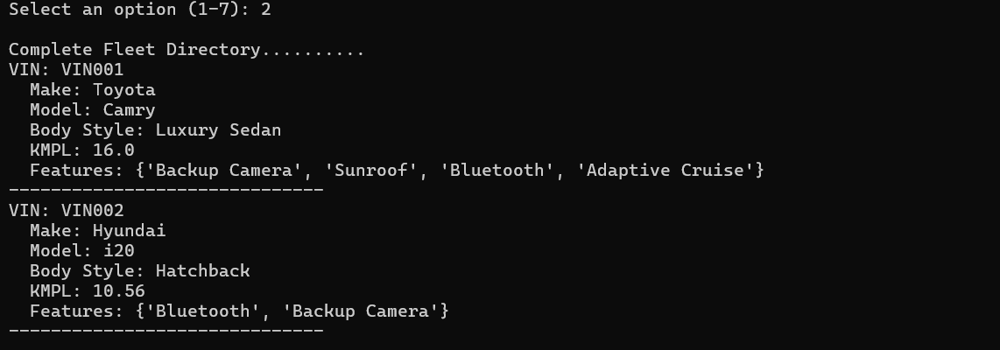 Select an option (1-7): 2
Complete Fleet Directory..........
VIN: VIN001
  Make: Toyota
  Model: Camry
  Body Style: Luxury Sedan
  KMPL: 16.0
  Features: {'Backup Camera', 'Sunroof', 'Bluetooth', 'Adaptive Cruise'}
------------------------------
VIN: VIN002
  Make: Hyundai
  Model: i20
  Body Style: Hatchback
  KMPL: 10.56
  Features: {'Bluetooth', 'Backup Camera'}
------------------------------